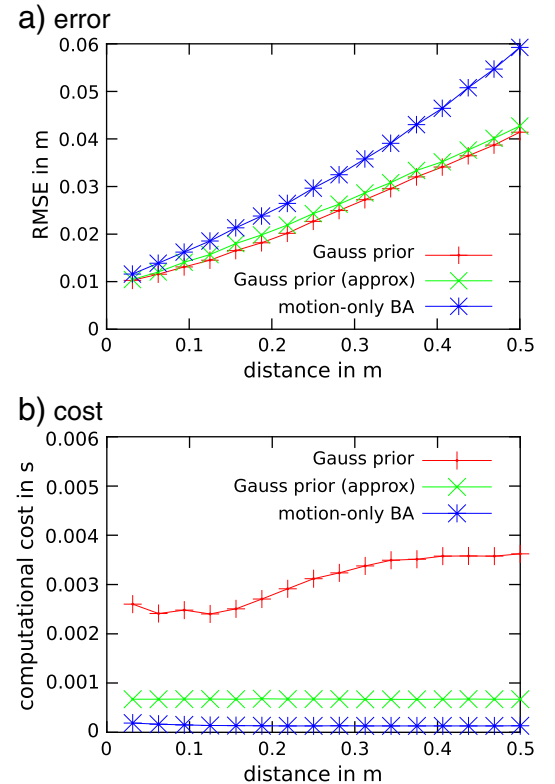 a) error
RMSE in m
0.06
0.05
0.04
0.03
0.02
0.01
0
Gauss prior
Gauss prior (approx)
motion-only BA
0 0.1 0.2 0.3 0.4 0.5
distance in m
b) cost
computational cost in s
0.006
0.005
0.004
0.003
0.002
0.001
0
Gauss prior
Gauss prior (approx)
motion-only BA
0 0.1 0.2 0.3 0.4 0.5
distance in m